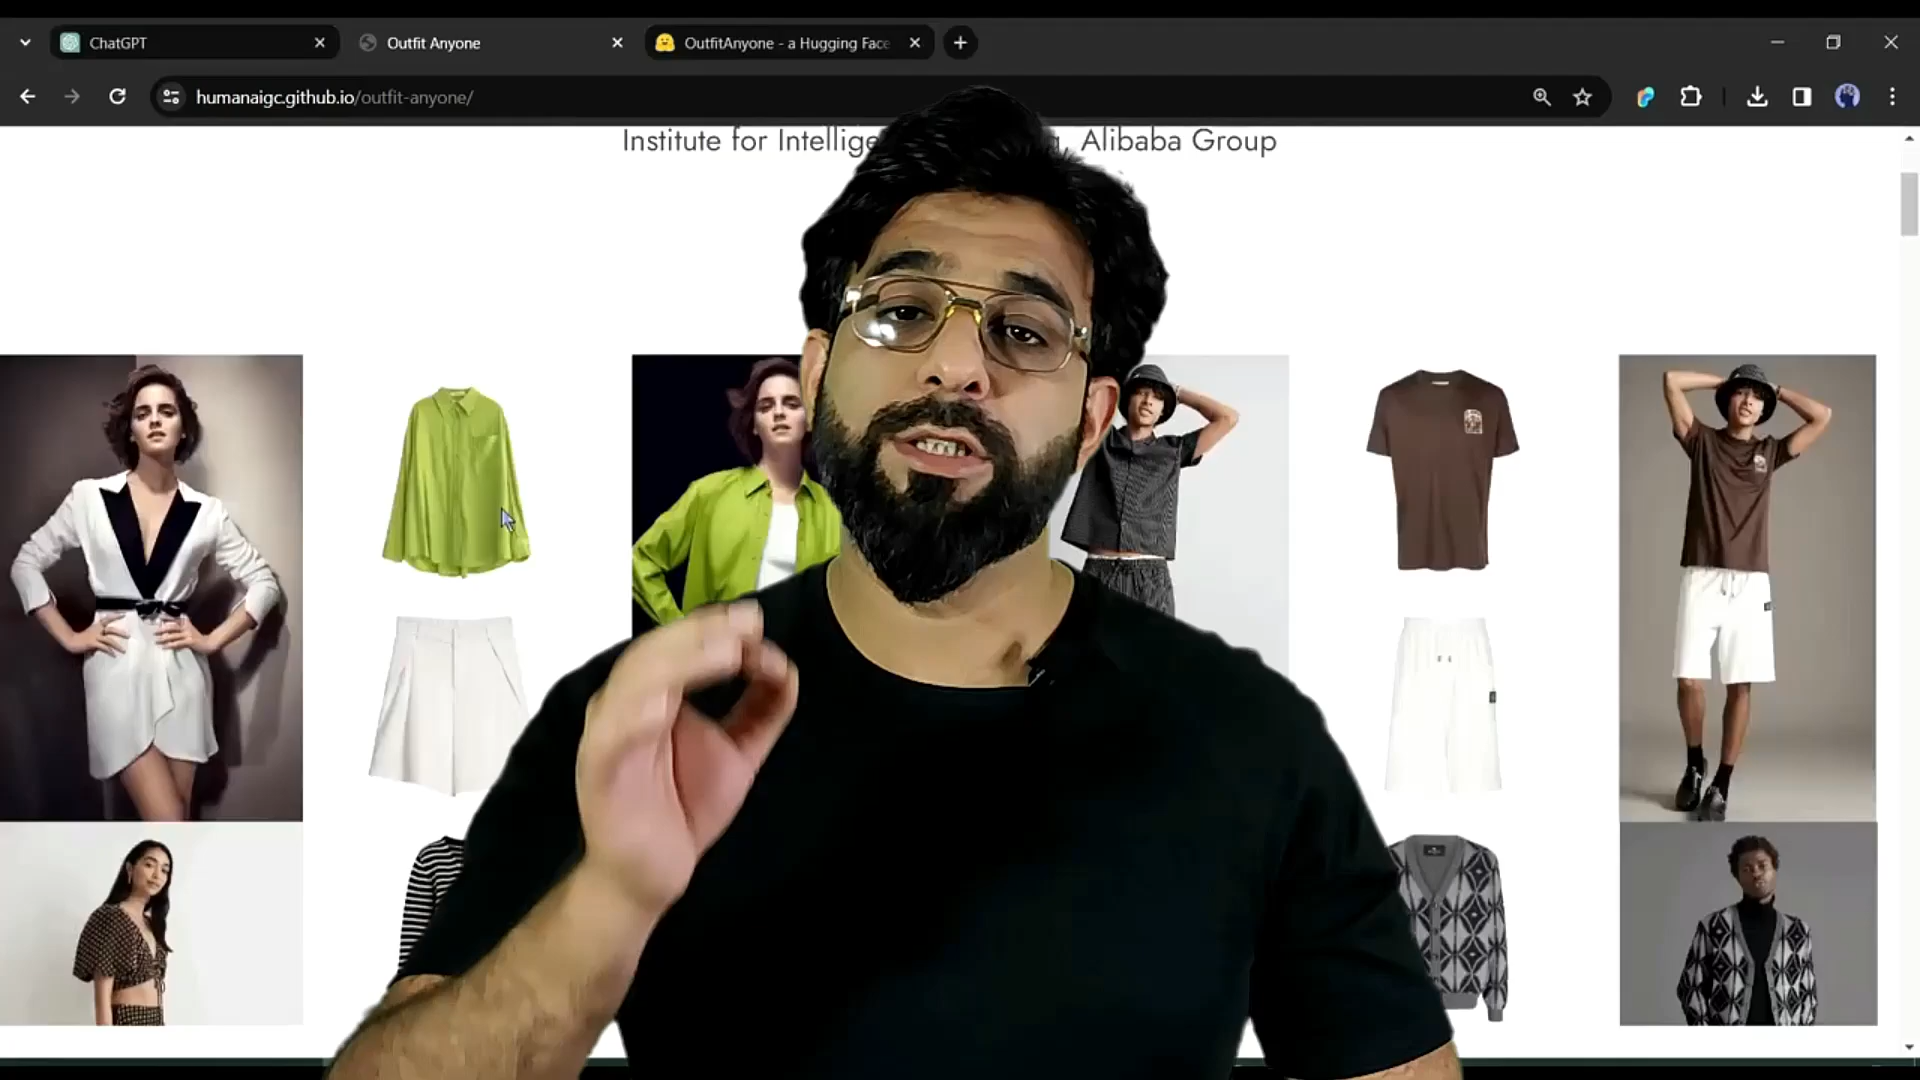 ChatGPT
Outfit Anyone
OutfitAnyone - a Hugging Face
humanaigc.github.io/outfit-anyone/
Institute for Intellige g, Alibaba Group